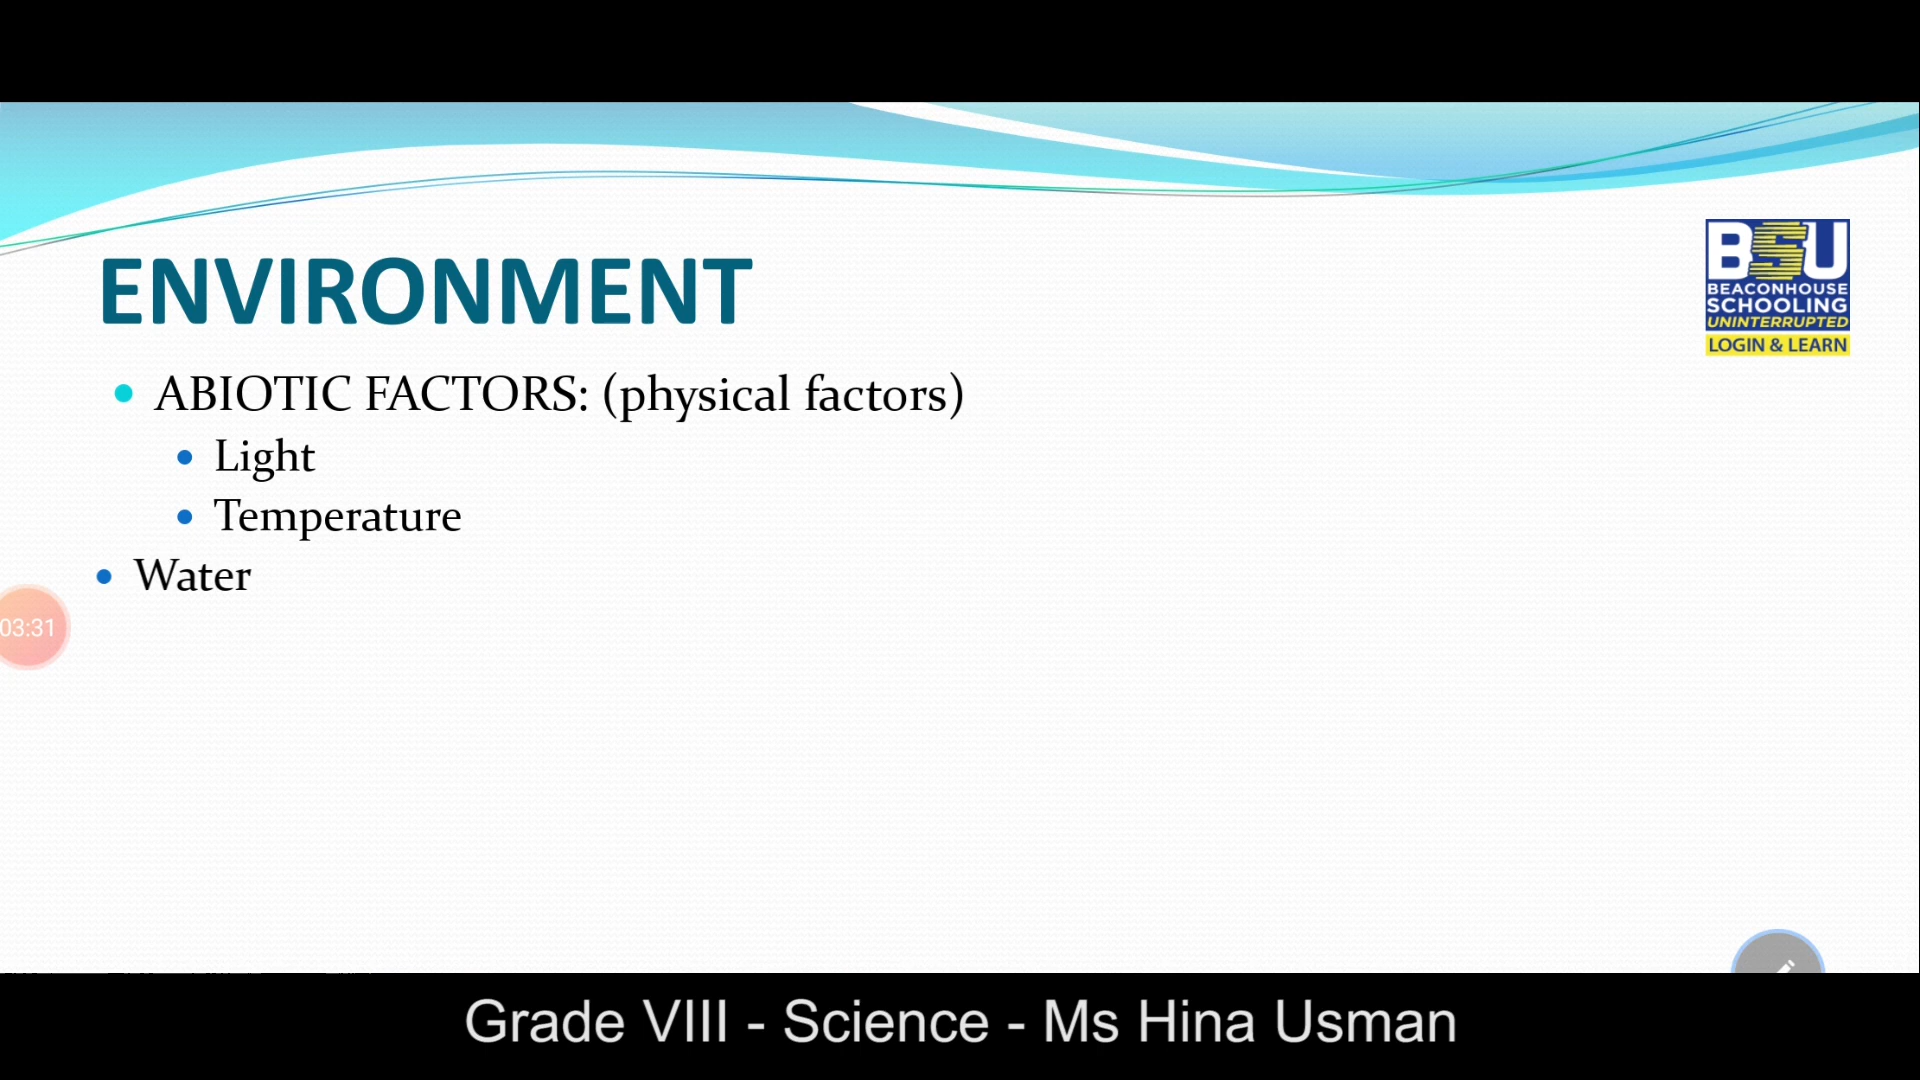 ENVIRONMENT
BSU
BEACONHOUSE
SCHOOLING
UNINTERRUPTED
LOGIN & LEARN
• ABIOTIC FACTORS: (physical factors)
• Light
• Temperature
• Water
03:31
Grade VIII - Science - Ms Hina Usman